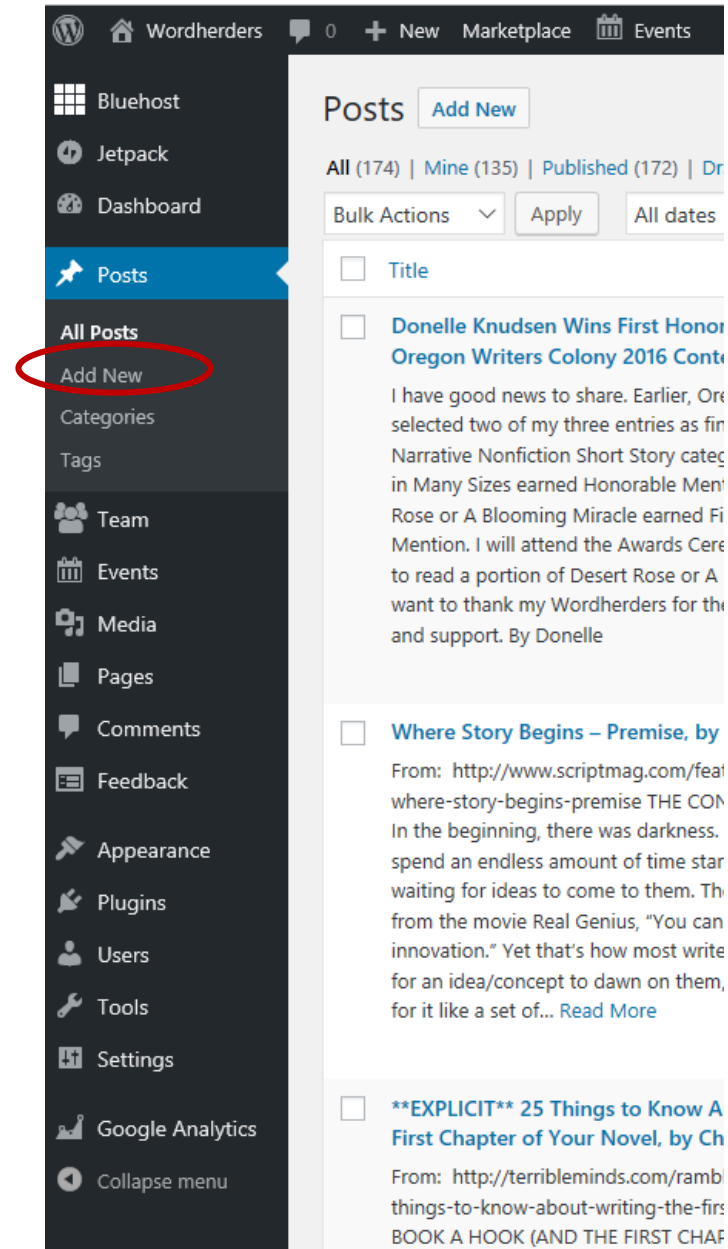 Wordherders 0 New Marketplace Events
Bluehost
Jetpack
Dashboard
Posts
All Posts
Add New
Categories
Tags
Team
Events
Media
Pages
Comments
Feedback
Appearance
Plugins
Users
Tools
Settings
Google Analytics
Collapse menu
Posts Add New
All (174) | Mine (135) | Published (172) | Dr
Bulk Actions Apply All dates
Title
Donelle Knudsen Wins First Honor
Oregon Writers Colony 2016 Conte
I have good news to share. Earlier, Ore
selected two of my three entries as fin
Narrative Nonfiction Short Story categ
in Many Sizes earned Honorable Ment
Rose or A Blooming Miracle earned Fi
Mention. I will attend the Awards Cere
to read a portion of Desert Rose or A
want to thank my Wordherders for the
and support. By Donelle
Where Story Begins – Premise, by
From: http://www.scriptmag.com/feat
where-story-begins-premise THE CON
In the beginning, there was darkness.
spend an endless amount of time star
waiting for ideas to come to them. The
from the movie Real Genius, “You can
innovation.” Yet that’s how most write
for an idea/concept to dawn on them,
for it like a set of... Read More
**EXPLICIT** 25 Things to Know A
First Chapter of Your Novel, by Ch
From: http://terribleminds.com/rambl
things-to-know-about-writing-the-firs
BOOK A HOOK (AND THE FIRST CHAP